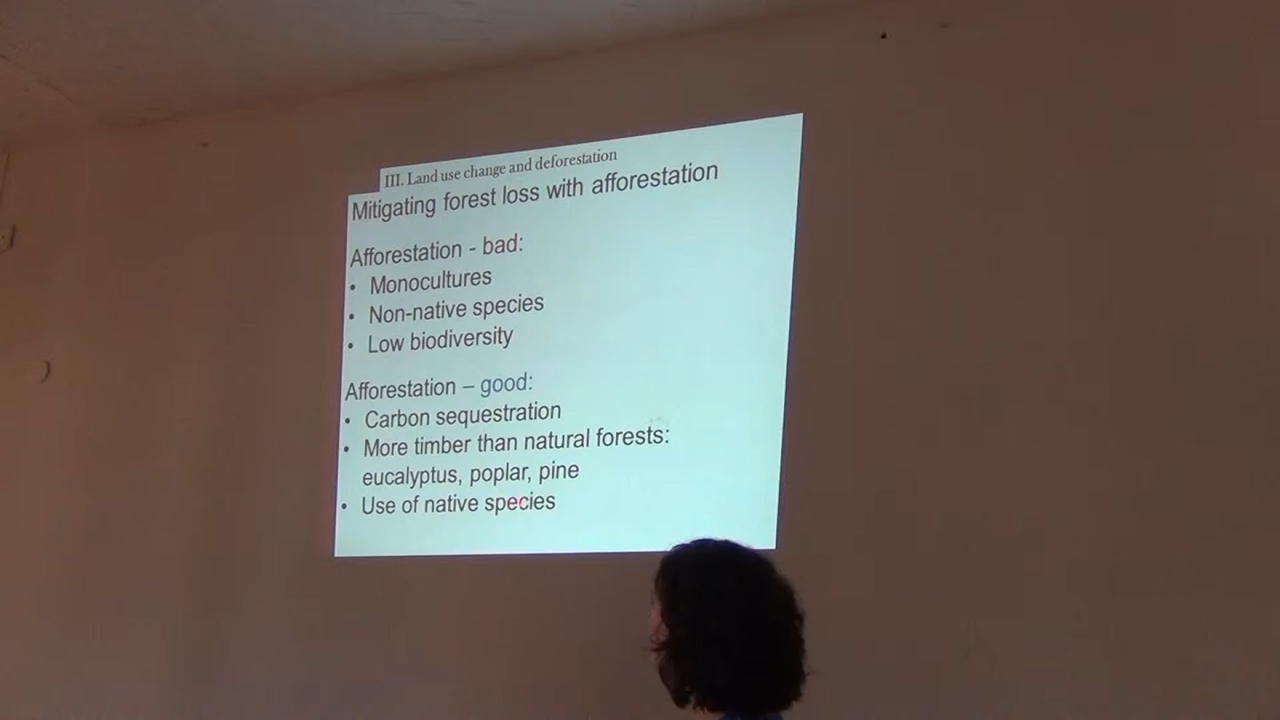 III. Land use change and deforestation
Mitigating forest loss with afforestation
Afforestation - bad:
• Monocultures
• Non-native species
• Low biodiversity
Afforestation – good:
• Carbon sequestration
• More timber than natural forests:
eucalyptus, poplar, pine
• Use of native species